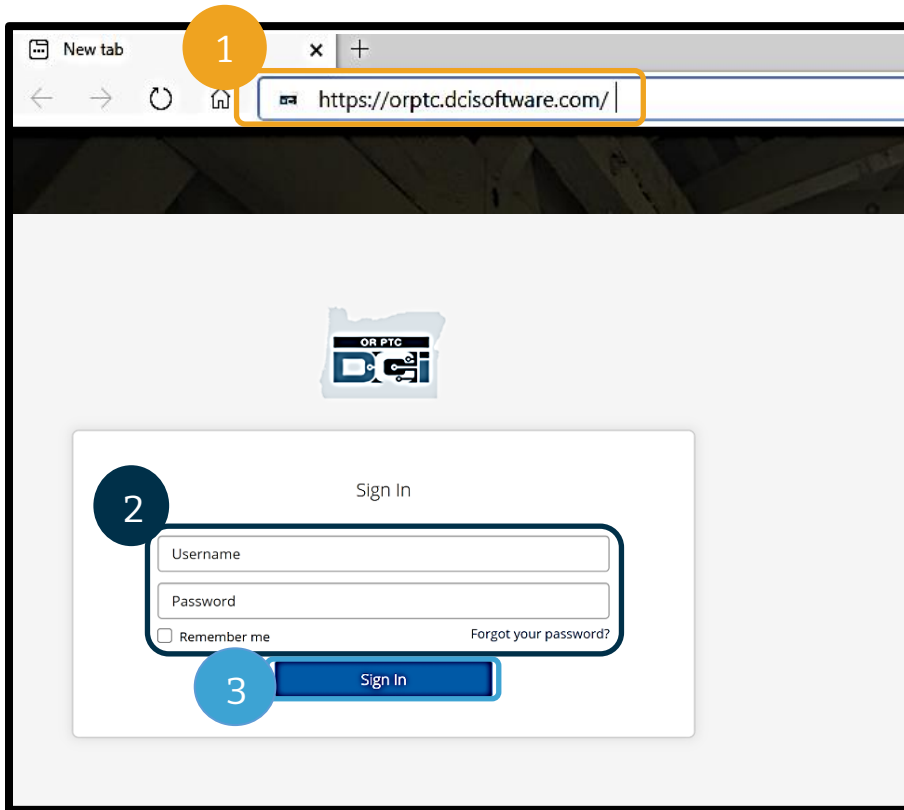 1
New tab
https://orptc.dcisoftware.com/
OR PTC
DCi
Sign In
2
Username
Password
Remember me Forgot your password?
3
Sign In